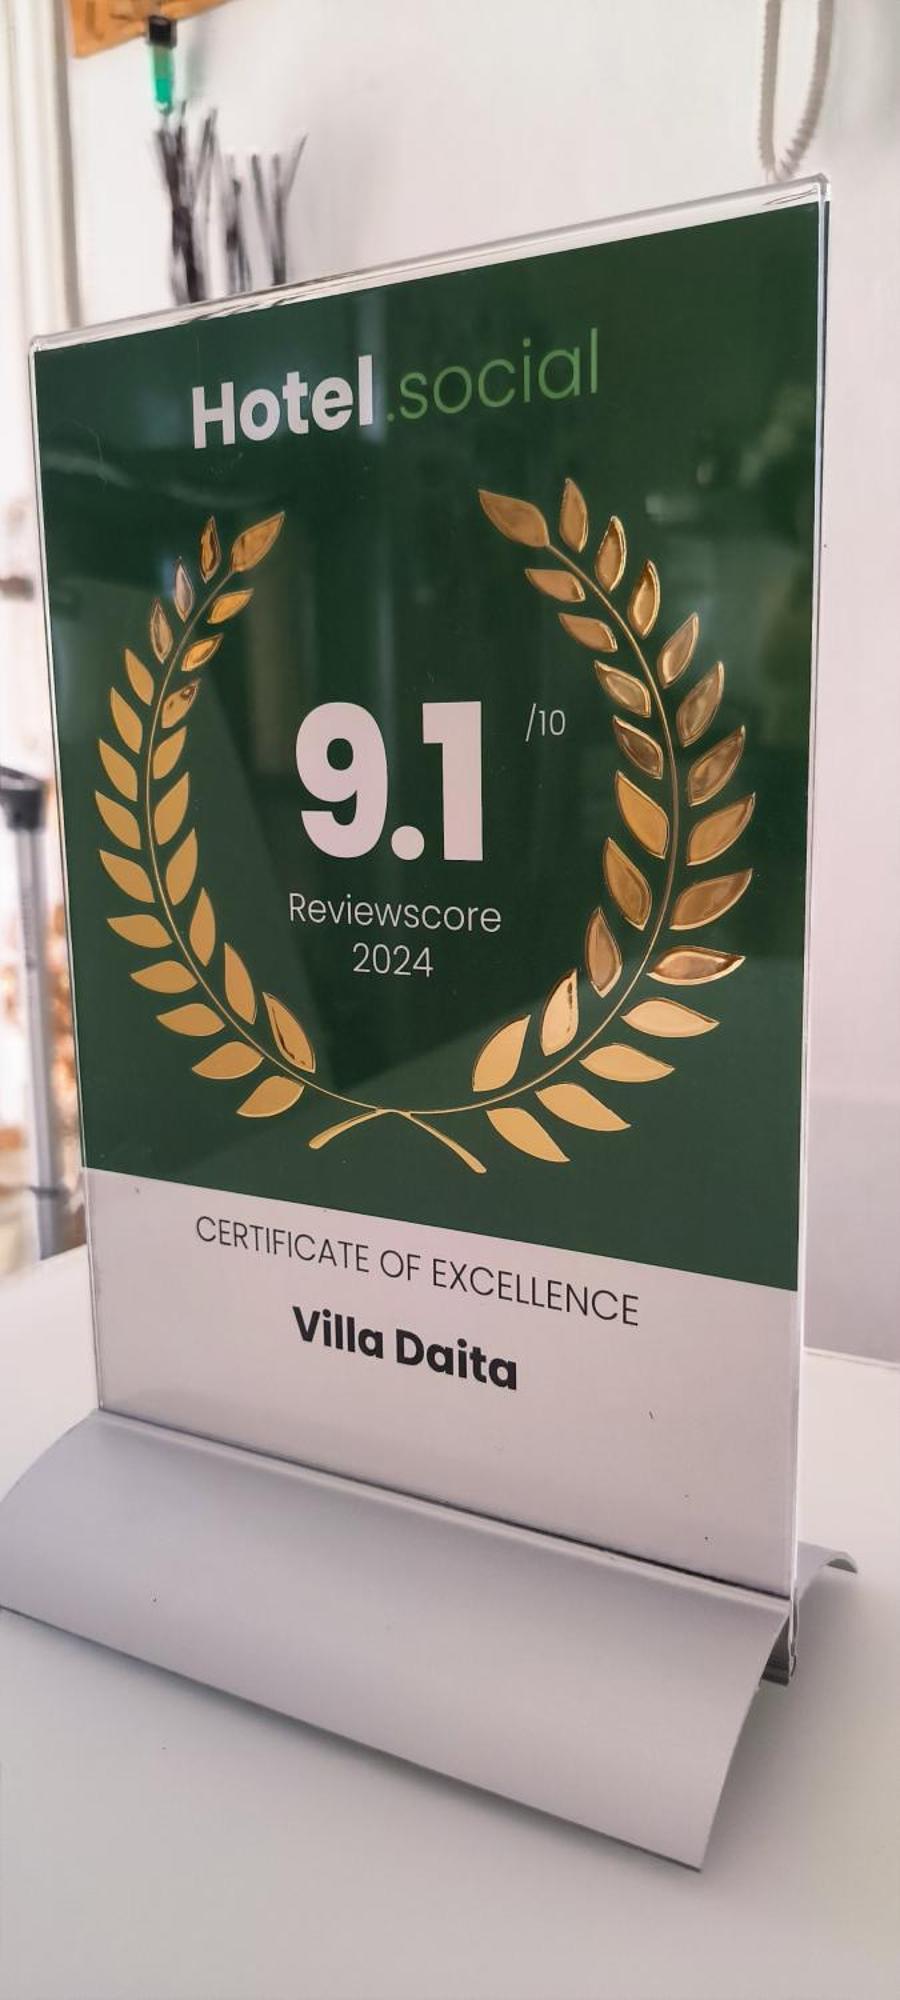 Hotel.social
9.1 /10
Reviewscore
2024
CERTIFICATE OF EXCELLENCE
Villa Daita